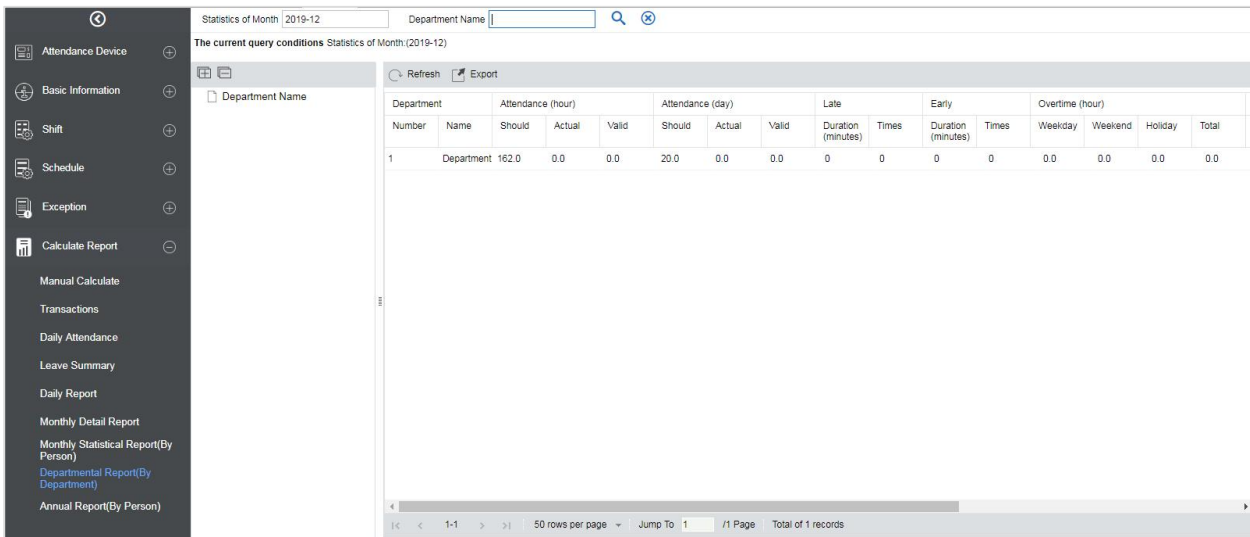 Statistics of Month 2019-12 Department Name
The current query conditions Statistics of Month:(2019-12)
Attendance Device
Basic Information
Shift
Schedule
Exception
Calculate Report
Manual Calculate
Transactions
Daily Attendance
Leave Summary
Daily Report
Monthly Detail Report
Monthly Statistical Report(By
Person)
Departmental Report(By
Department)
Annual Report(By Person)
Department Name
Refresh Export
Department Attendance (hour) Attendance (day) Late Early Overtime (hour)
Number Name Should Actual Valid Should Actual Valid Duration (minutes) Times Duration (minutes) Times Weekday Weekend Holiday Total
1 Department 162.0 0.0 0.0 20.0 0.0 0.0 0 0 0 0 0.0 0.0 0.0 0.0
1-1 50 rows per page Jump To 1 /1 Page Total of 1 records